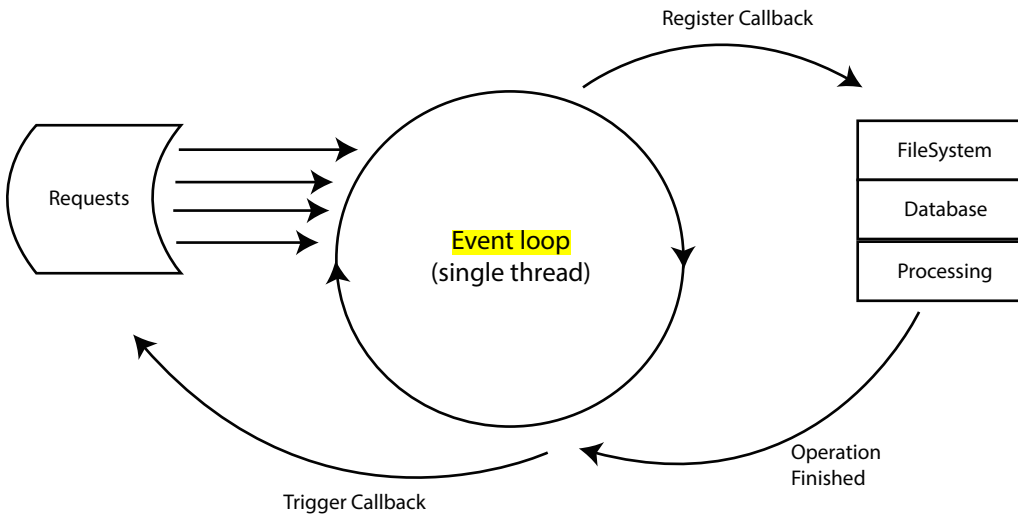 Register Callback
Requests
Event loop
(single thread)
FileSystem
Database
Processing
Operation
Finished
Trigger Callback